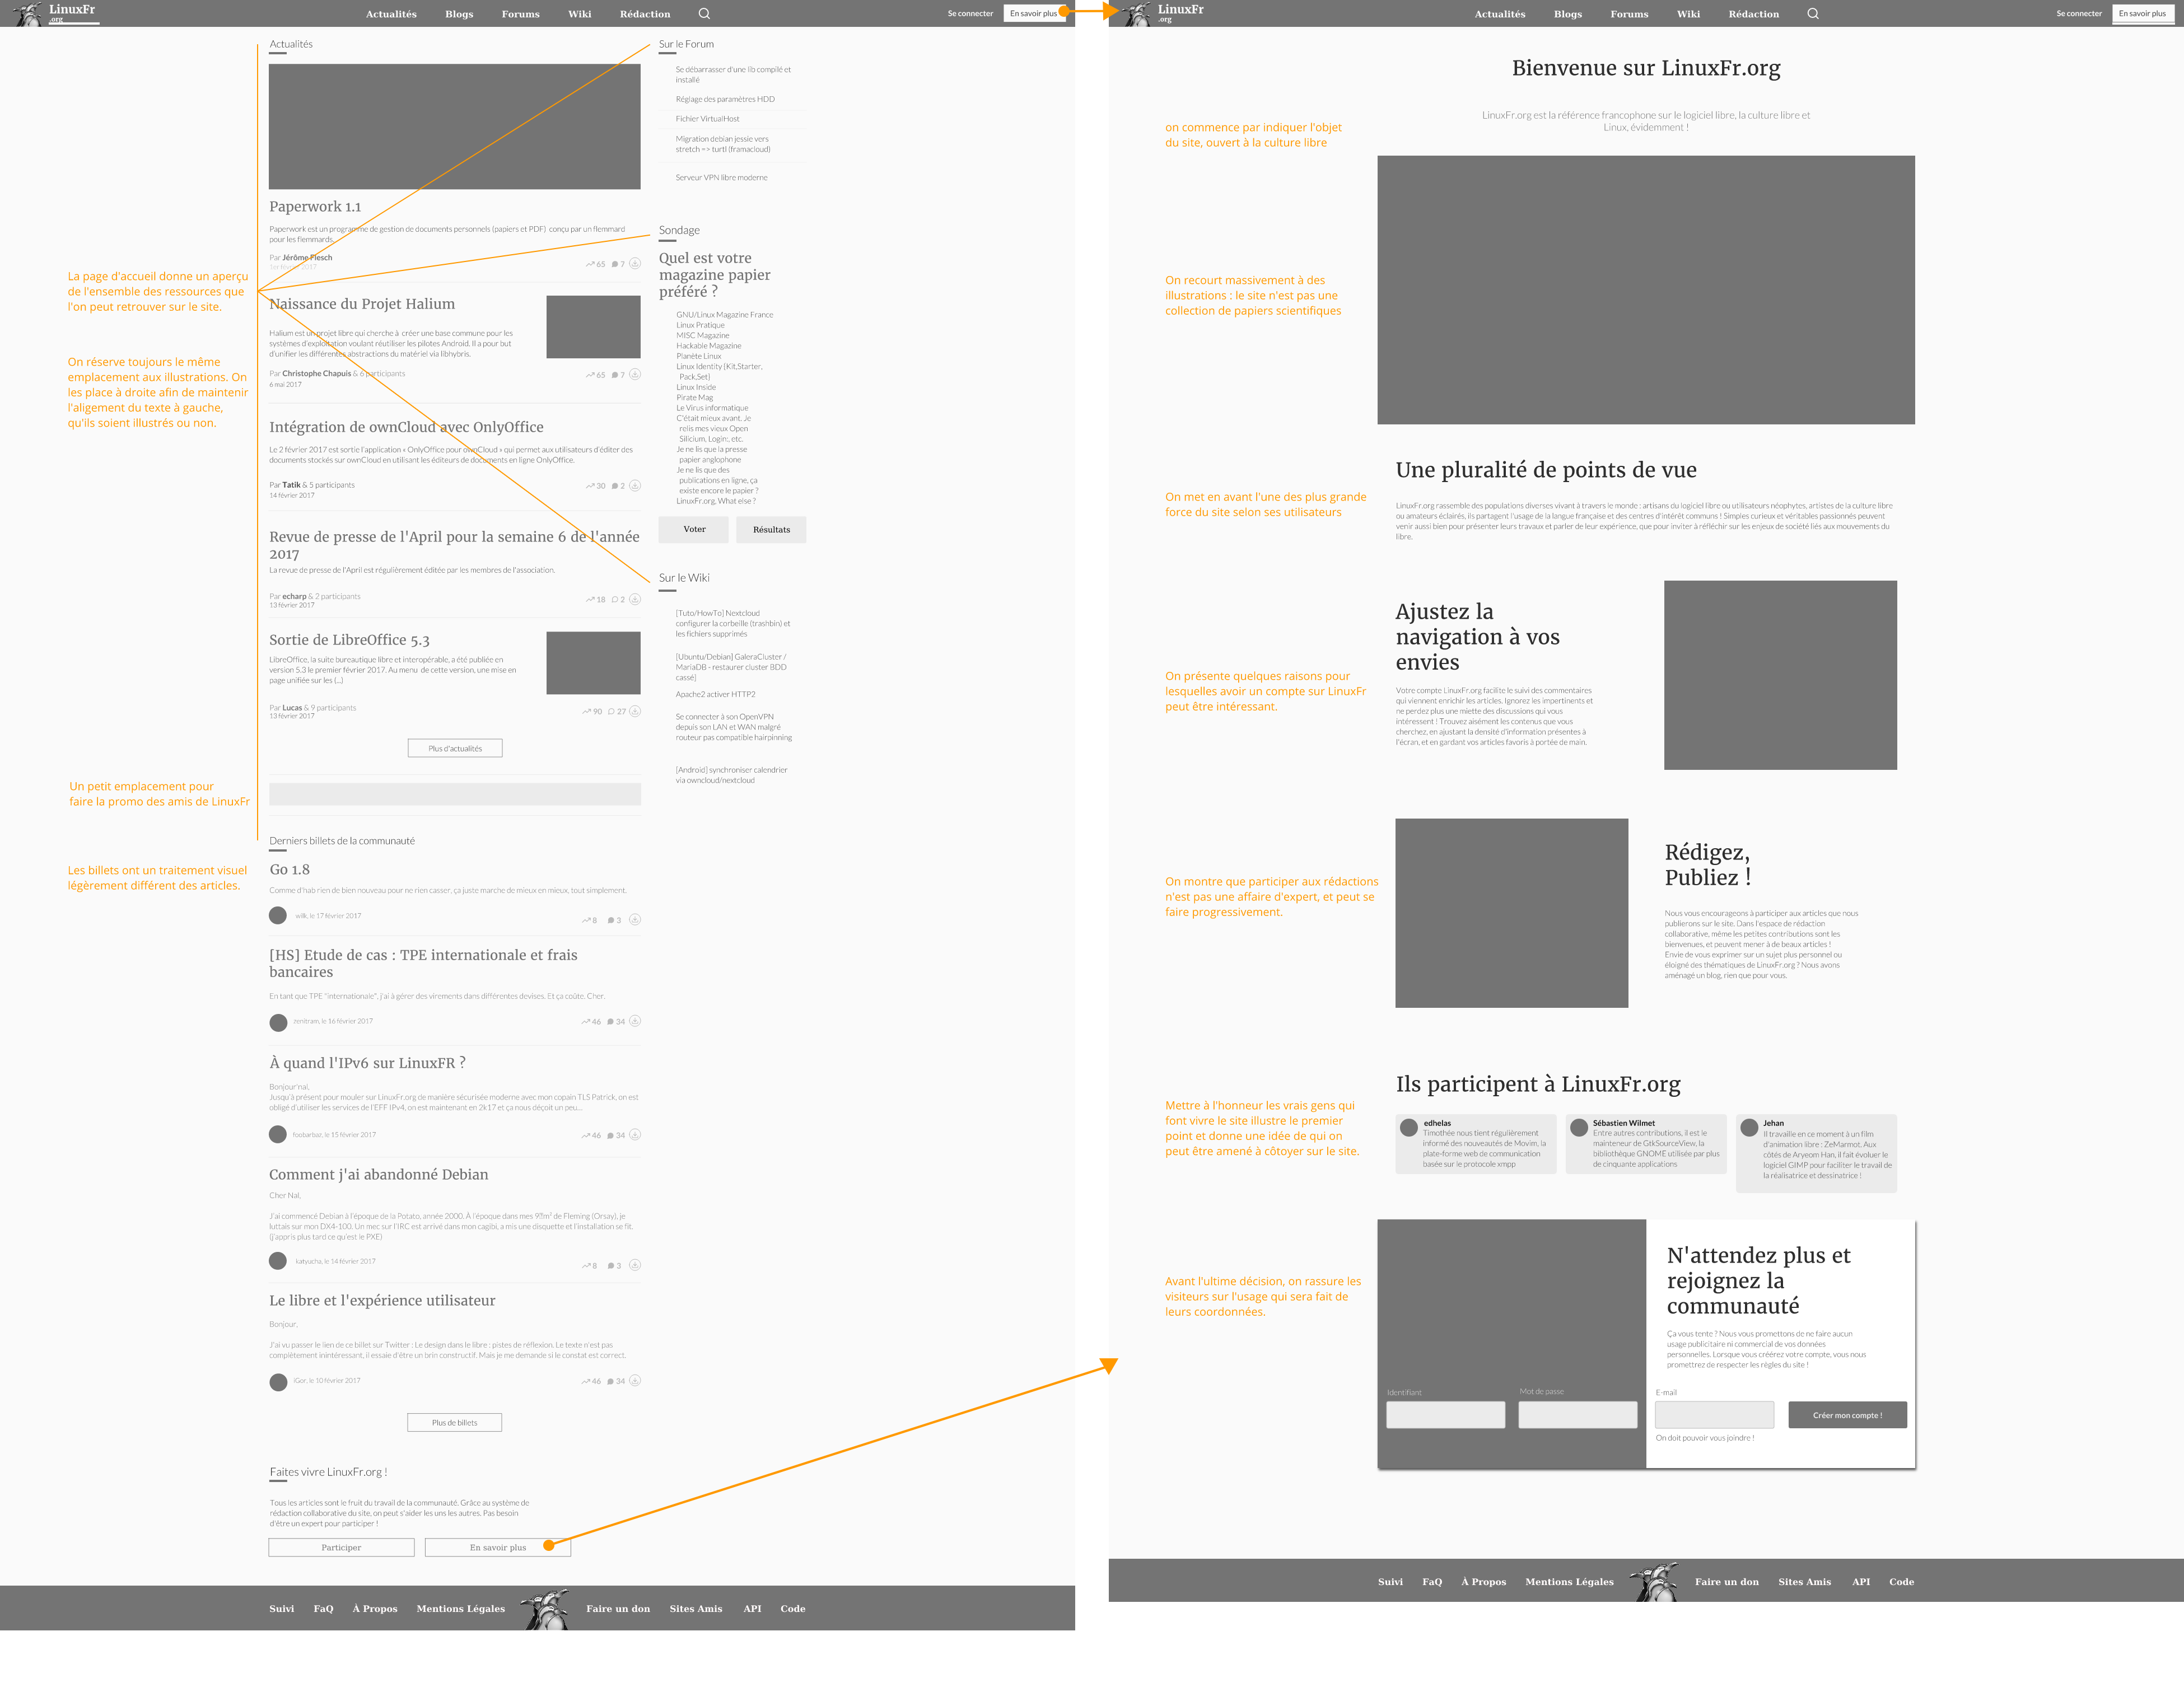 LinuxFr
.org
Actualités
Blogs
Forums
Wiki
Rédaction
Se connecter
En savoir plus
La page d'accueil donne un aperçu
de l'ensemble des ressources que
l'on peut retrouver sur le site.
On réserve toujours le même
emplacement aux illustrations. On
les place à droite afin de maintenir
l'aligement du texte à gauche,
qu'ils soient illustrés ou non.
Un petit emplacement pour
faire la promo des amis de LinuxFr
Les billets ont un traitement visuel
légèrement différent des articles.
Actualités
Paperwork 1.1
Paperwork est un programme de gestion de documents personnels (papiers et PDF) conçu par un flemmard
pour les flemmards.
Par Jérôme Flesch
1er février 2017
65
7
Naissance du Projet Halium
Halium est un projet libre qui cherche à créer une base commune pour les
systèmes d'exploitation voulant réutiliser les pilotes Android. Il a pour but
d'unifier les différentes abstractions du matériel via libhybris.
Par Christophe Chapuis & 6 participants
6 mai 2017
65
7
Intégration de ownCloud avec OnlyOffice
Le 2 février 2017 est sortie l'application « OnlyOffice pour ownCloud » qui permet aux utilisateurs d'éditer des
documents stockés sur ownCloud en utilisant les éditeurs de documents en ligne OnlyOffice.
Par Tatik & 5 participants
14 février 2017
30
2
Revue de presse de l'April pour la semaine 6 de l'année
2017
La revue de presse de l'April est régulièrement éditée par les membres de l'association.
Par echarp & 2 participants
13 février 2017
18
2
Sortie de LibreOffice 5.3
LibreOffice, la suite bureautique libre et interopérable, a été publiée en
version 5.3 le premier février 2017. Au menu de cette version, une mise en
page unifiée sur les (...)
Par Lucas & 9 participants
13 février 2017
90
27
Plus d'actualités
Derniers billets de la communauté
Go 1.8
Comme d'hab rien de bien nouveau pour ne rien casser, ça juste marche de mieux en mieux, tout simplement.
wilk, le 17 février 2017
8
3
[HS] Etude de cas : TPE internationale et frais
bancaires
En tant que TPE "internationale", j'ai à gérer des virements dans différentes devises. Et ça coûte. Cher.
zentram, le 16 février 2017
46
34
À quand l'IPv6 sur LinuxFR ?
Bonjour'nal,
Jusqu'à présent pour mouler sur LinuxFr.org de manière sécurisée moderne avec mon copain TLS Patrick, on est
obligé d'utiliser les services de l'EFF IPv4, on est maintenant en 2k17 et ça nous déçoit un peu...
foobarbaz, le 15 février 2017
46
34
Comment j'ai abandonné Debian
Cher Nal,
J'ai commencé Debian à l'époque de la Potato, année 2000. À l'époque dans mes 9m² de Fleming (Orsay), je
luttais sur mon DX4-100. Un mec sur l'IRC est arrivé dans mon cagibi, a mis une disquette et l'installation se fit.
(j'appris plus tard ce qu'est le PXE)
katyucha, le 14 février 2017
8
3
Le libre et l'expérience utilisateur
Bonjour,
J'ai vu passer le lien de ce billet sur Twitter : Le design dans le libre : pistes de réflexion. Le texte n'est pas
complètement inintéressant, il essaie d'être un brin constructif. Mais je me demande si le constat est correct.
iGor, le 10 février 2017
46
34
Plus de billets
Faites vivre LinuxFr.org !
Tous les articles sont le fruit du travail de la communauté. Grâce au système de
rédaction collaborative du site, on peut s'aider les uns les autres. Pas besoin
d'être un expert pour participer !
Participer
En savoir plus
Sur le Forum
Se débarrasser d'une lib compilé et
installé
Réglage des paramètres HDD
Fichier VirtualHost
Migration debian jessie vers
stretch => turtl (framacloud)
Serveur VPN libre moderne
Sondage
Quel est votre
magazine papier
préféré ?
GNU/Linux Magazine France
Linux Pratique
MISC Magazine
Hackable Magazine
Planète Linux
Linux Identity [Kit,Starter,
Pack,Set]
Linux Inside
Pirate Mag
Le Virus informatique
C'était mieux avant. Je
relis mes vieux Open
Silicium, Login:, etc.
Je ne lis que la presse
papier anglophone
Je ne lis que des
publications en ligne, ça
existe encore le papier ?
LinuxFr.org, What else ?
Voter
Résultats
Sur le Wiki
[Tuto/HowTo] Nextcloud
configurer la corbeille (trashbin) et
les fichiers supprimés
[Ubuntu/Debian] GaleraCluster /
MariaDB - restaurer cluster BDD
cassé]
Apache2 activer HTTP2
Se connecter à son OpenVPN
depuis son LAN et WAN malgré
routeur pas compatible hairpinning
[Android] synchroniser calendrier
via owncloud/nextcloud
Suivi
FaQ
À Propos
Mentions Légales
Faire un don
Sites Amis
API
Code
LinuxFr
.org
Actualités
Blogs
Forums
Wiki
Rédaction
Se connecter
En savoir plus
Bienvenue sur LinuxFr.org
LinuxFr.org est la référence francophone sur le logiciel libre, la culture libre et
Linux, évidemment !
on commence par indiquer l'objet
du site, ouvert à la culture libre
On recourt massivement à des
illustrations : le site n'est pas une
collection de papiers scientifiques
On met en avant l'une des plus grande
force du site selon ses utilisateurs
Une pluralité de points de vue
LinuxFr.org rassemble des populations diverses vivant à travers le monde : artisans du logiciel libre ou utilisateurs néophytes, artistes de la culture libre
ou amateurs éclairés, ils partagent l'usage de la langue française et des centres d'intérêt communs ! Simples curieux et véritables passionnés peuvent
venir aussi bien pour présenter leurs travaux et parler de leur expérience, que pour inviter à réfléchir sur les enjeux de société liés aux mouvements du
libre.
On présente quelques raisons pour
lesquelles avoir un compte sur LinuxFr
peut être intéressant.
Ajustez la
navigation à vos
envies
Votre compte LinuxFr.org facilite le suivi des commentaires
qui viennent enrichir les articles. Ignorez les impertinents et
ne perdez plus une miette des discussions qui vous
intéressent ! Trouvez aisément les contenus que vous
cherchez, en ajustant la densité d'information présentes à
l'écran, et en gardant vos articles favoris à portée de main.
On montre que participer aux rédactions
n'est pas une affaire d'expert, et peut se
faire progressivement.
Rédigez,
Publiez !
Nous vous encourageons à participer aux articles que nous
publierons sur le site. Dans l'espace de rédaction
collaborative, même les petites contributions sont les
bienvenues, et peuvent mener à de beaux articles !
Envie de vous exprimer sur un sujet plus personnel ou
éloigné des thématiques de LinuxFr.org ? Nous avons
aménagé un blog, rien que pour vous.
Mettre à l'honneur les vrais gens qui
font vivre le site illustre le premier
point et donne une idée de qui on
peut être amené à côtoyer sur le site.
Ils participent à LinuxFr.org
edhelas
Timothée nous tient régulièrement
informé des nouveautés de Movim, la
plate-forme web de communication
basée sur le protocole xmpp
Sébastien Wilmet
Entre autres contributions, il est le
mainteneur de GtkSourceView, la
bibliothèque GNOME utilisée par plus
de cinquante applications
Jehan
Il travaille en ce moment à un film
d'animation libre : ZeMarmot. Aux
côtés de Aryeom Han, il fait évoluer le
logiciel GIMP pour faciliter le travail de
la réalisatrice et dessinatrice !
Avant l'ultime décision, on rassure les
visiteurs sur l'usage qui sera fait de
leurs coordonnées.
N'attendez plus et
rejoignez la
communauté
Ça vous tente ? Nous vous promettons de ne faire aucun
usage publicitaire ni commercial de vos données
personnelles. Lorsque vous créérez votre compte, vous nous
promettrez de respecter les règles du site !
Identifiant
Mot de passe
E-mail
Créer mon compte !
On doit pouvoir vous joindre !
Suivi
FaQ
À Propos
Mentions Légales
Faire un don
Sites Amis
API
Code